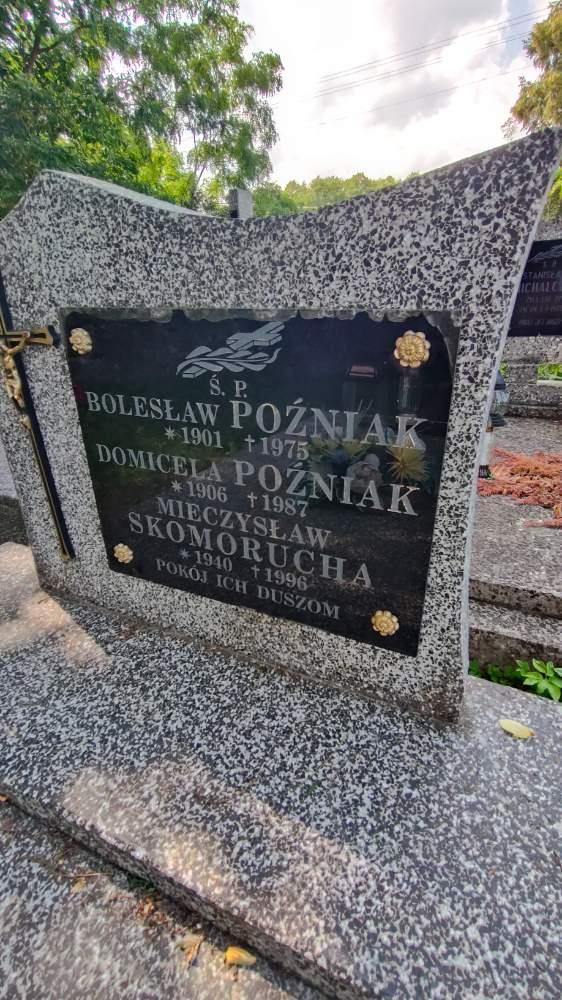 Ś. P.
BOLESŁAW POŹNIAK
*1901 †1975
DOMICELA POŹNIAK
*1906 †1987
MIECZYSŁAW
SKOMORUCHA
*1940 †1996
POKÓJ ICH DUSZOM
Ś. P.